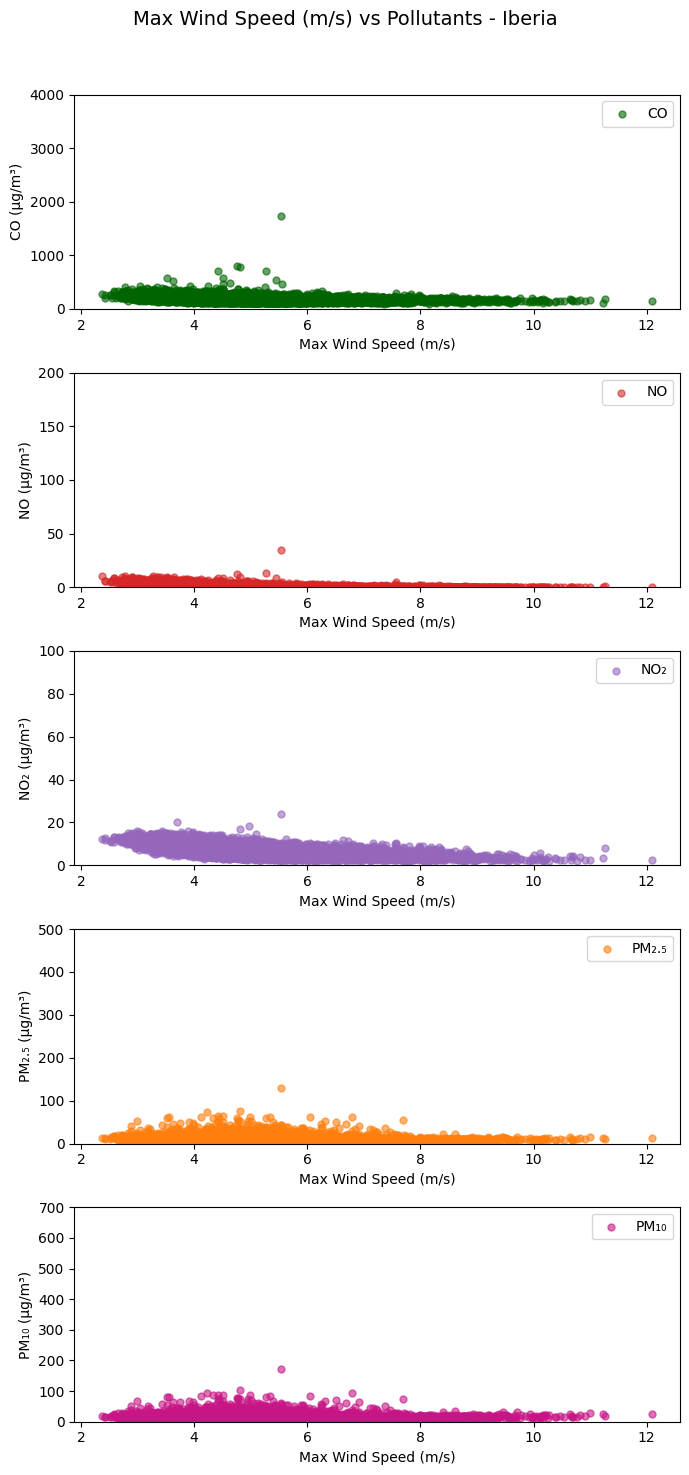 Max Wind Speed (m/s) vs Pollutants - Iberia
4000
3000
2000
1000
0
CO (µg/m³)
CO
2 4 6 8 10 12
Max Wind Speed (m/s)
200
150
100
50
0
NO (µg/m³)
NO
2 4 6 8 10 12
Max Wind Speed (m/s)
100
80
60
40
20
0
NO₂ (µg/m³)
NO₂
2 4 6 8 10 12
Max Wind Speed (m/s)
500
400
300
200
100
0
PM₂.₅ (µg/m³)
PM₂.₅
2 4 6 8 10 12
Max Wind Speed (m/s)
700
600
500
400
300
200
100
0
PM₁₀ (µg/m³)
PM₁₀
2 4 6 8 10 12
Max Wind Speed (m/s)